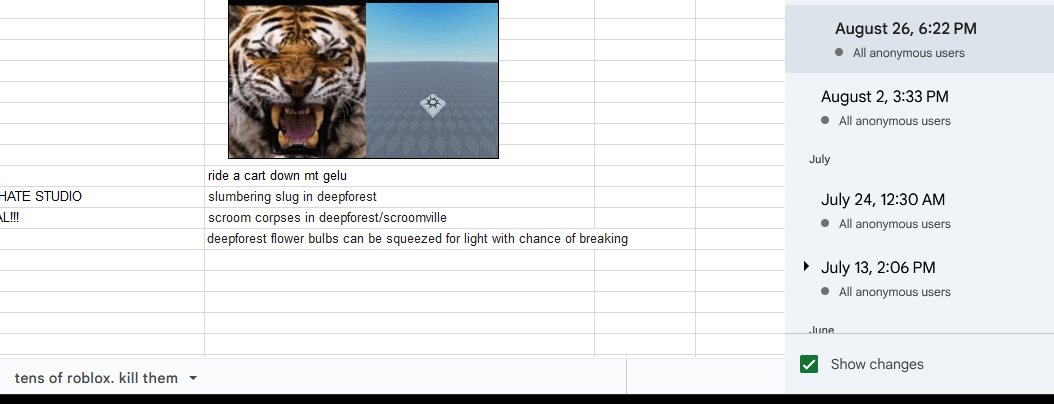 ride a cart down mt gelu
HATE STUDIO
slumbering slug in deepforest
AL!!!
scroom corpses in deepforest/scroomville
deepforest flower bulbs can be squeezed for light with chance of breaking
tens of roblox. kill them
August 26, 6:22 PM
All anonymous users
August 2, 3:33 PM
All anonymous users
July
July 24, 12:30 AM
All anonymous users
July 13, 2:06 PM
All anonymous users
June
Show changes